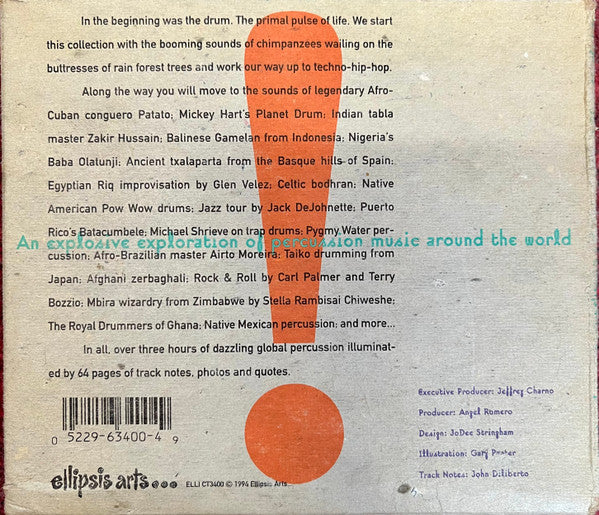 In the beginning was the drum. The primal pulse of life. We start
this collection with the booming sounds of chimpanzees wailing on the
buttresses of rain forest trees and work our way up to techno-hip-hop.
Along the way you will move to the sounds of legendary Afro-
Cuban conguero Patato; Mickey Hart's Planet Drum; Indian tabla
master Zakir Hussain; Balinese Gamelan from Indonesia; Nigeria's
Baba Olatunji; Ancient txalaparta from the Basque hills of Spain;
Egyptian Riq improvisation by Glen Velez; Celtic bodhran; Native
American Pow Wow drums; Jazz tour by Jack DeJohnette; Puerto
Rico's Batacumbele; Michael Shrieve on trap drums; Pygmy Water per-
An explosive exploration of percussion music around the world
cussion; Afro-Brazilian master Airto Moreira; Taiko drumming from
Japan; Afghani zerbaghali; Rock & Roll by Carl Palmer and Terry
Bozzio; Mbira wizardry from Zimbabwe by Stella Rambisai Chiweshe;
The Royal Drummers of Ghana; Native Mexican percussion; and more...
In all, over three hours of dazzling global percussion illuminat-
ed by 64 pages of track notes, photos and quotes.
Executive Producer: Jeffrey Charno
Producer: Angel Romero
Design: JoDee Stringham
Illustration: Gary
Track Notes: John Diliberto
0 5229-63400-4 9
ellipsis arts...
ELLI CT3400 © 1994 Ellipsis Arts...